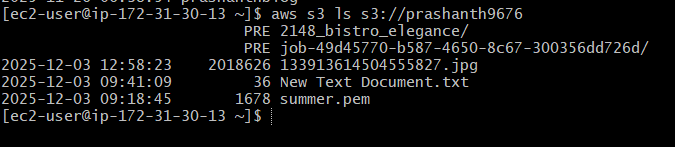 [ec2-user@ip-172-31-30-13 ~]$ aws s3 ls s3://prashanth9676
PRE 2148_bistro_elegance/
PRE job-49d45770-b587-4650-8c67-300356dd726d/
2025-12-03 12:58:23 2018626 133913614504555827.jpg
2025-12-03 09:41:09 36 New Text Document.txt
2025-12-03 09:18:45 1678 summer.pem
[ec2-user@ip-172-31-30-13 ~]$